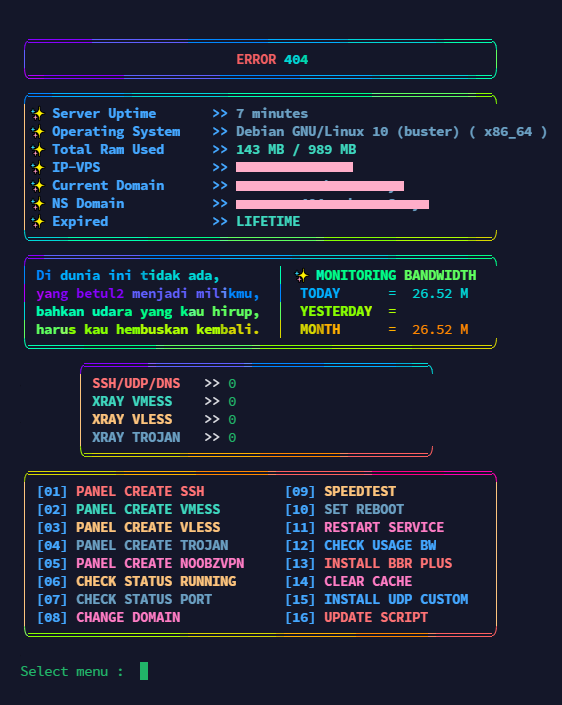 ERROR 404
✨ Server Uptime >> 7 minutes
✨ Operating System >> Debian GNU/Linux 10 (buster) ( x86_64 )
✨ Total Ram Used >> 143 MB / 989 MB
✨ IP-VPS >>
✨ Current Domain >>
✨ NS Domain >>
✨ Expired >> LIFETIME
Di dunia ini tidak ada,
yang betul2 menjadi milikmu,
bahkan udara yang kau hirup,
harus kau hembuskan kembali.
✨ MONITORING BANDWIDTH
TODAY = 26.52 M
YESTERDAY =
MONTH = 26.52 M
SSH/UDP/DNS >> 0
XRAY VMESS >> 0
XRAY VLESS >> 0
XRAY TROJAN >> 0
[01] PANEL CREATE SSH
[02] PANEL CREATE VMESS
[03] PANEL CREATE VLESS
[04] PANEL CREATE TROJAN
[05] PANEL CREATE NOOBZVPN
[06] CHECK STATUS RUNNING
[07] CHECK STATUS PORT
[08] CHANGE DOMAIN
[09] SPEEDTEST
[10] SET REBOOT
[11] RESTART SERVICE
[12] CHECK USAGE BW
[13] INSTALL BBR PLUS
[14] CLEAR CACHE
[15] INSTALL UDP CUSTOM
[16] UPDATE SCRIPT
Select menu :